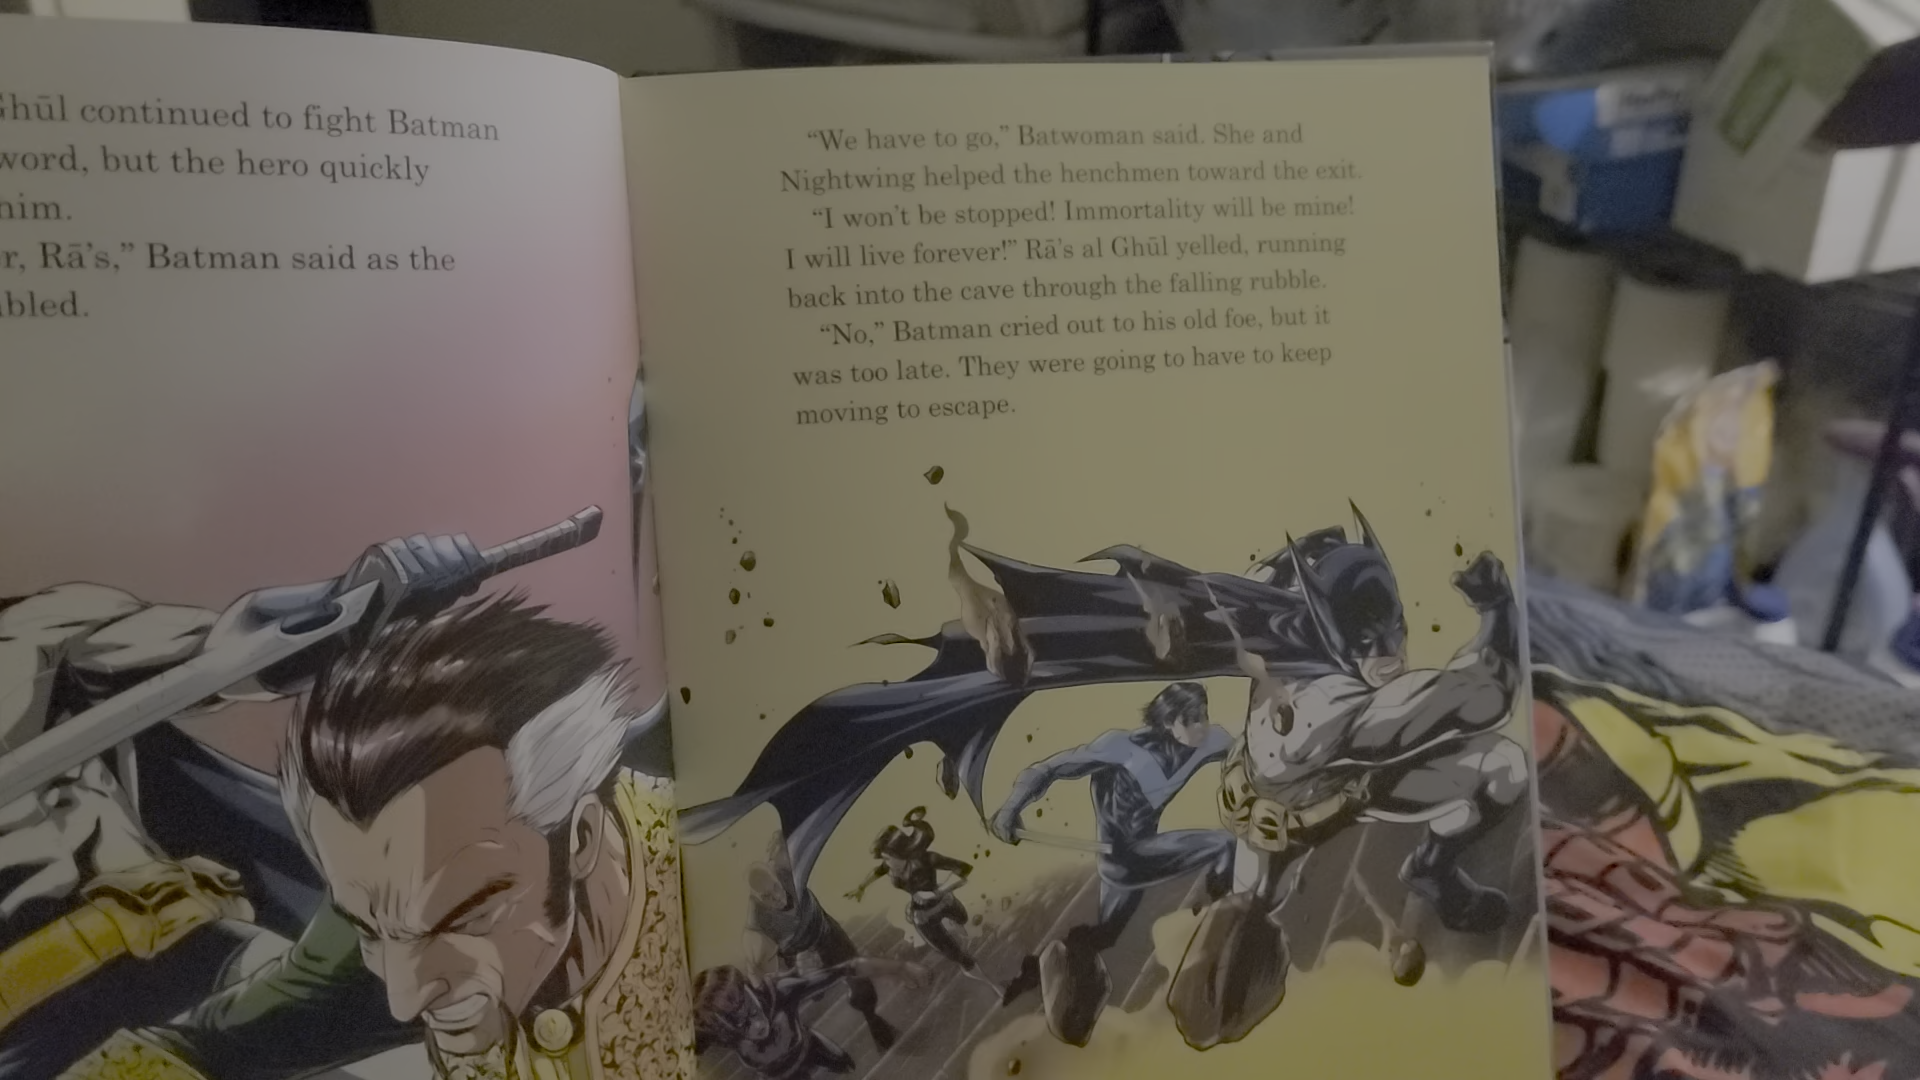 Ghūl continued to fight Batman
word, but the hero quickly
him.
r, Rā's,” Batman said as the
bled.
“We have to go,” Batwoman said. She and
Nightwing helped the henchmen toward the exit.
“I won't be stopped! Immortality will be mine!
I will live forever!” Rā's al Ghūl yelled, running
back into the cave through the falling rubble.
“No,” Batman cried out to his old foe, but it
was too late. They were going to have to keep
moving to escape.